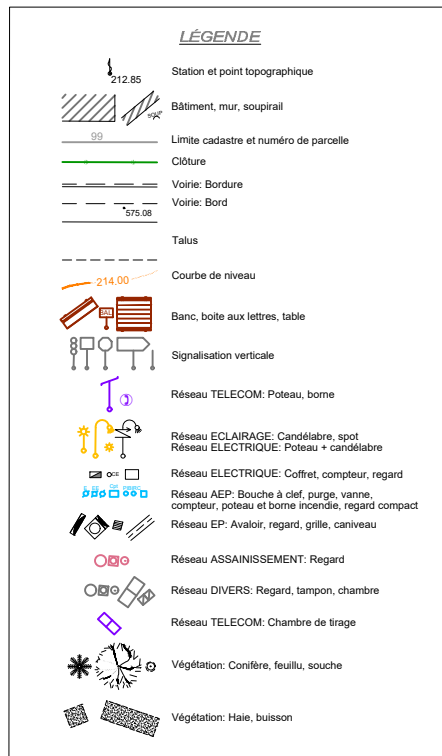 LÉGENDE
212.85
Station et point topographique
SOUP
Bâtiment, mur, soupirail
99
Limite cadastre et numéro de parcelle
Clôture
Voirie: Bordure
Voirie: Bord
575.08
Talus
214.00
Courbe de niveau
BAL
Banc, boite aux lettres, table
Signalisation verticale
Réseau TELECOM: Poteau, borne
Réseau ECLAIRAGE: Candélabre, spot
Réseau ELECTRIQUE: Poteau + candélabre
CE
Réseau ELECTRIQUE: Coffret, compteur, regard
Réseau AEP: Bouche à clef, purge, vanne,
compteur, poteau et borne incendie, regard compact
Réseau EP: Avaloir, regard, grille, caniveau
Réseau ASSAINISSEMENT: Regard
Réseau DIVERS: Regard, tampon, chambre
Réseau TELECOM: Chambre de tirage
Végétation: Conifère, feuillu, souche
Végétation: Haie, buisson